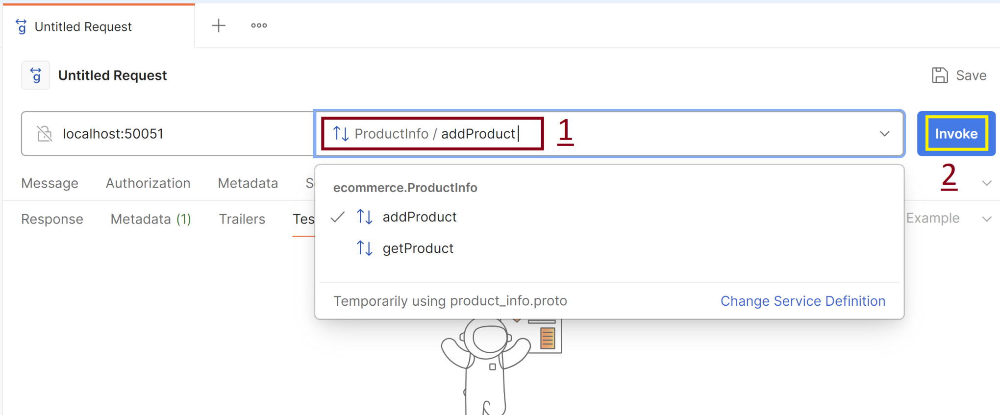 Untitled Request
Untitled Request
Save
localhost:50051
ProductInfo / addProduct
1
Invoke
2
Message
Authorization
Metadata
ecommerce.ProductInfo
addProduct
getProduct
Response
Metadata (1)
Trailers
Tes
Example
Temporarily using product_info.proto
Change Service Definition